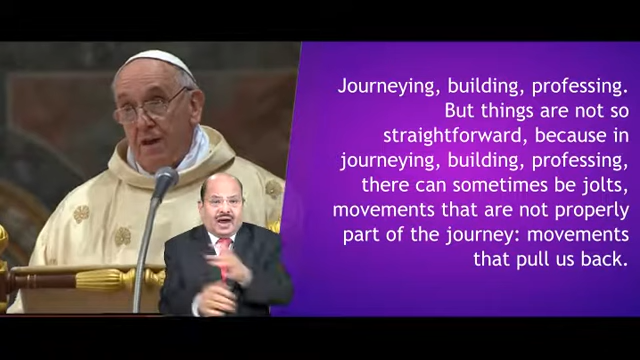 Journeying, building, professing.
But things are not so
straightforward, because in
journeying, building, professing,
there can sometimes be jolts,
movements that are not properly
part of the journey: movements
that pull us back.